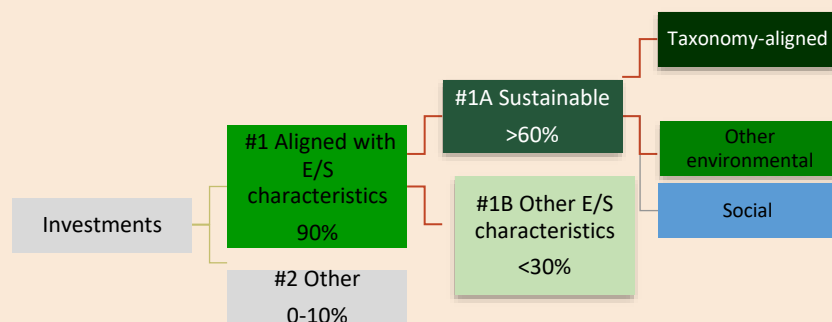 Taxonomy-aligned
#1A Sustainable
>60%
#1 Aligned with
E/S
characteristics
90%
Other
environmental
#1B Other E/S
characteristics
<30%
Social
Investments
#2 Other
0-10%